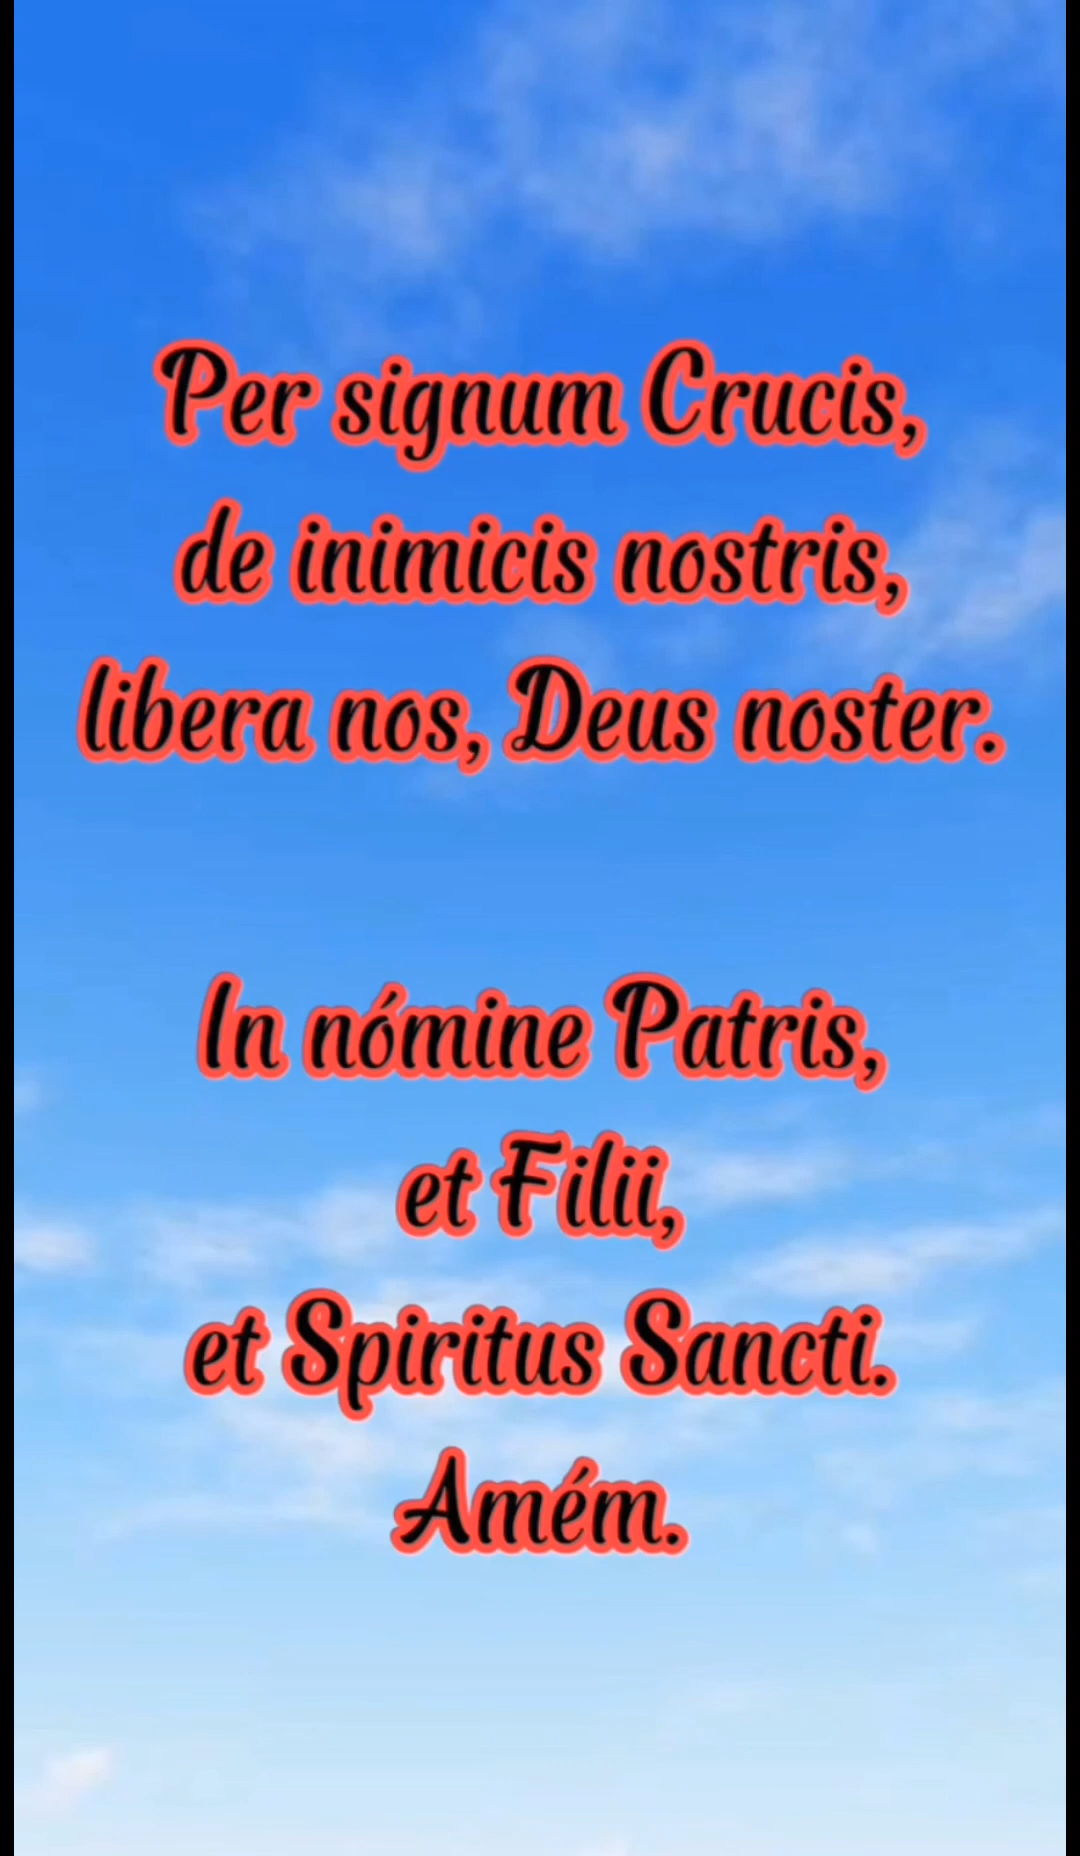 Per signum Crucis,
de inimicis nostris,
libera nos, Deus noster.
In nómine Patris,
et Filii,
et Spiritus Sancti.
Amém.